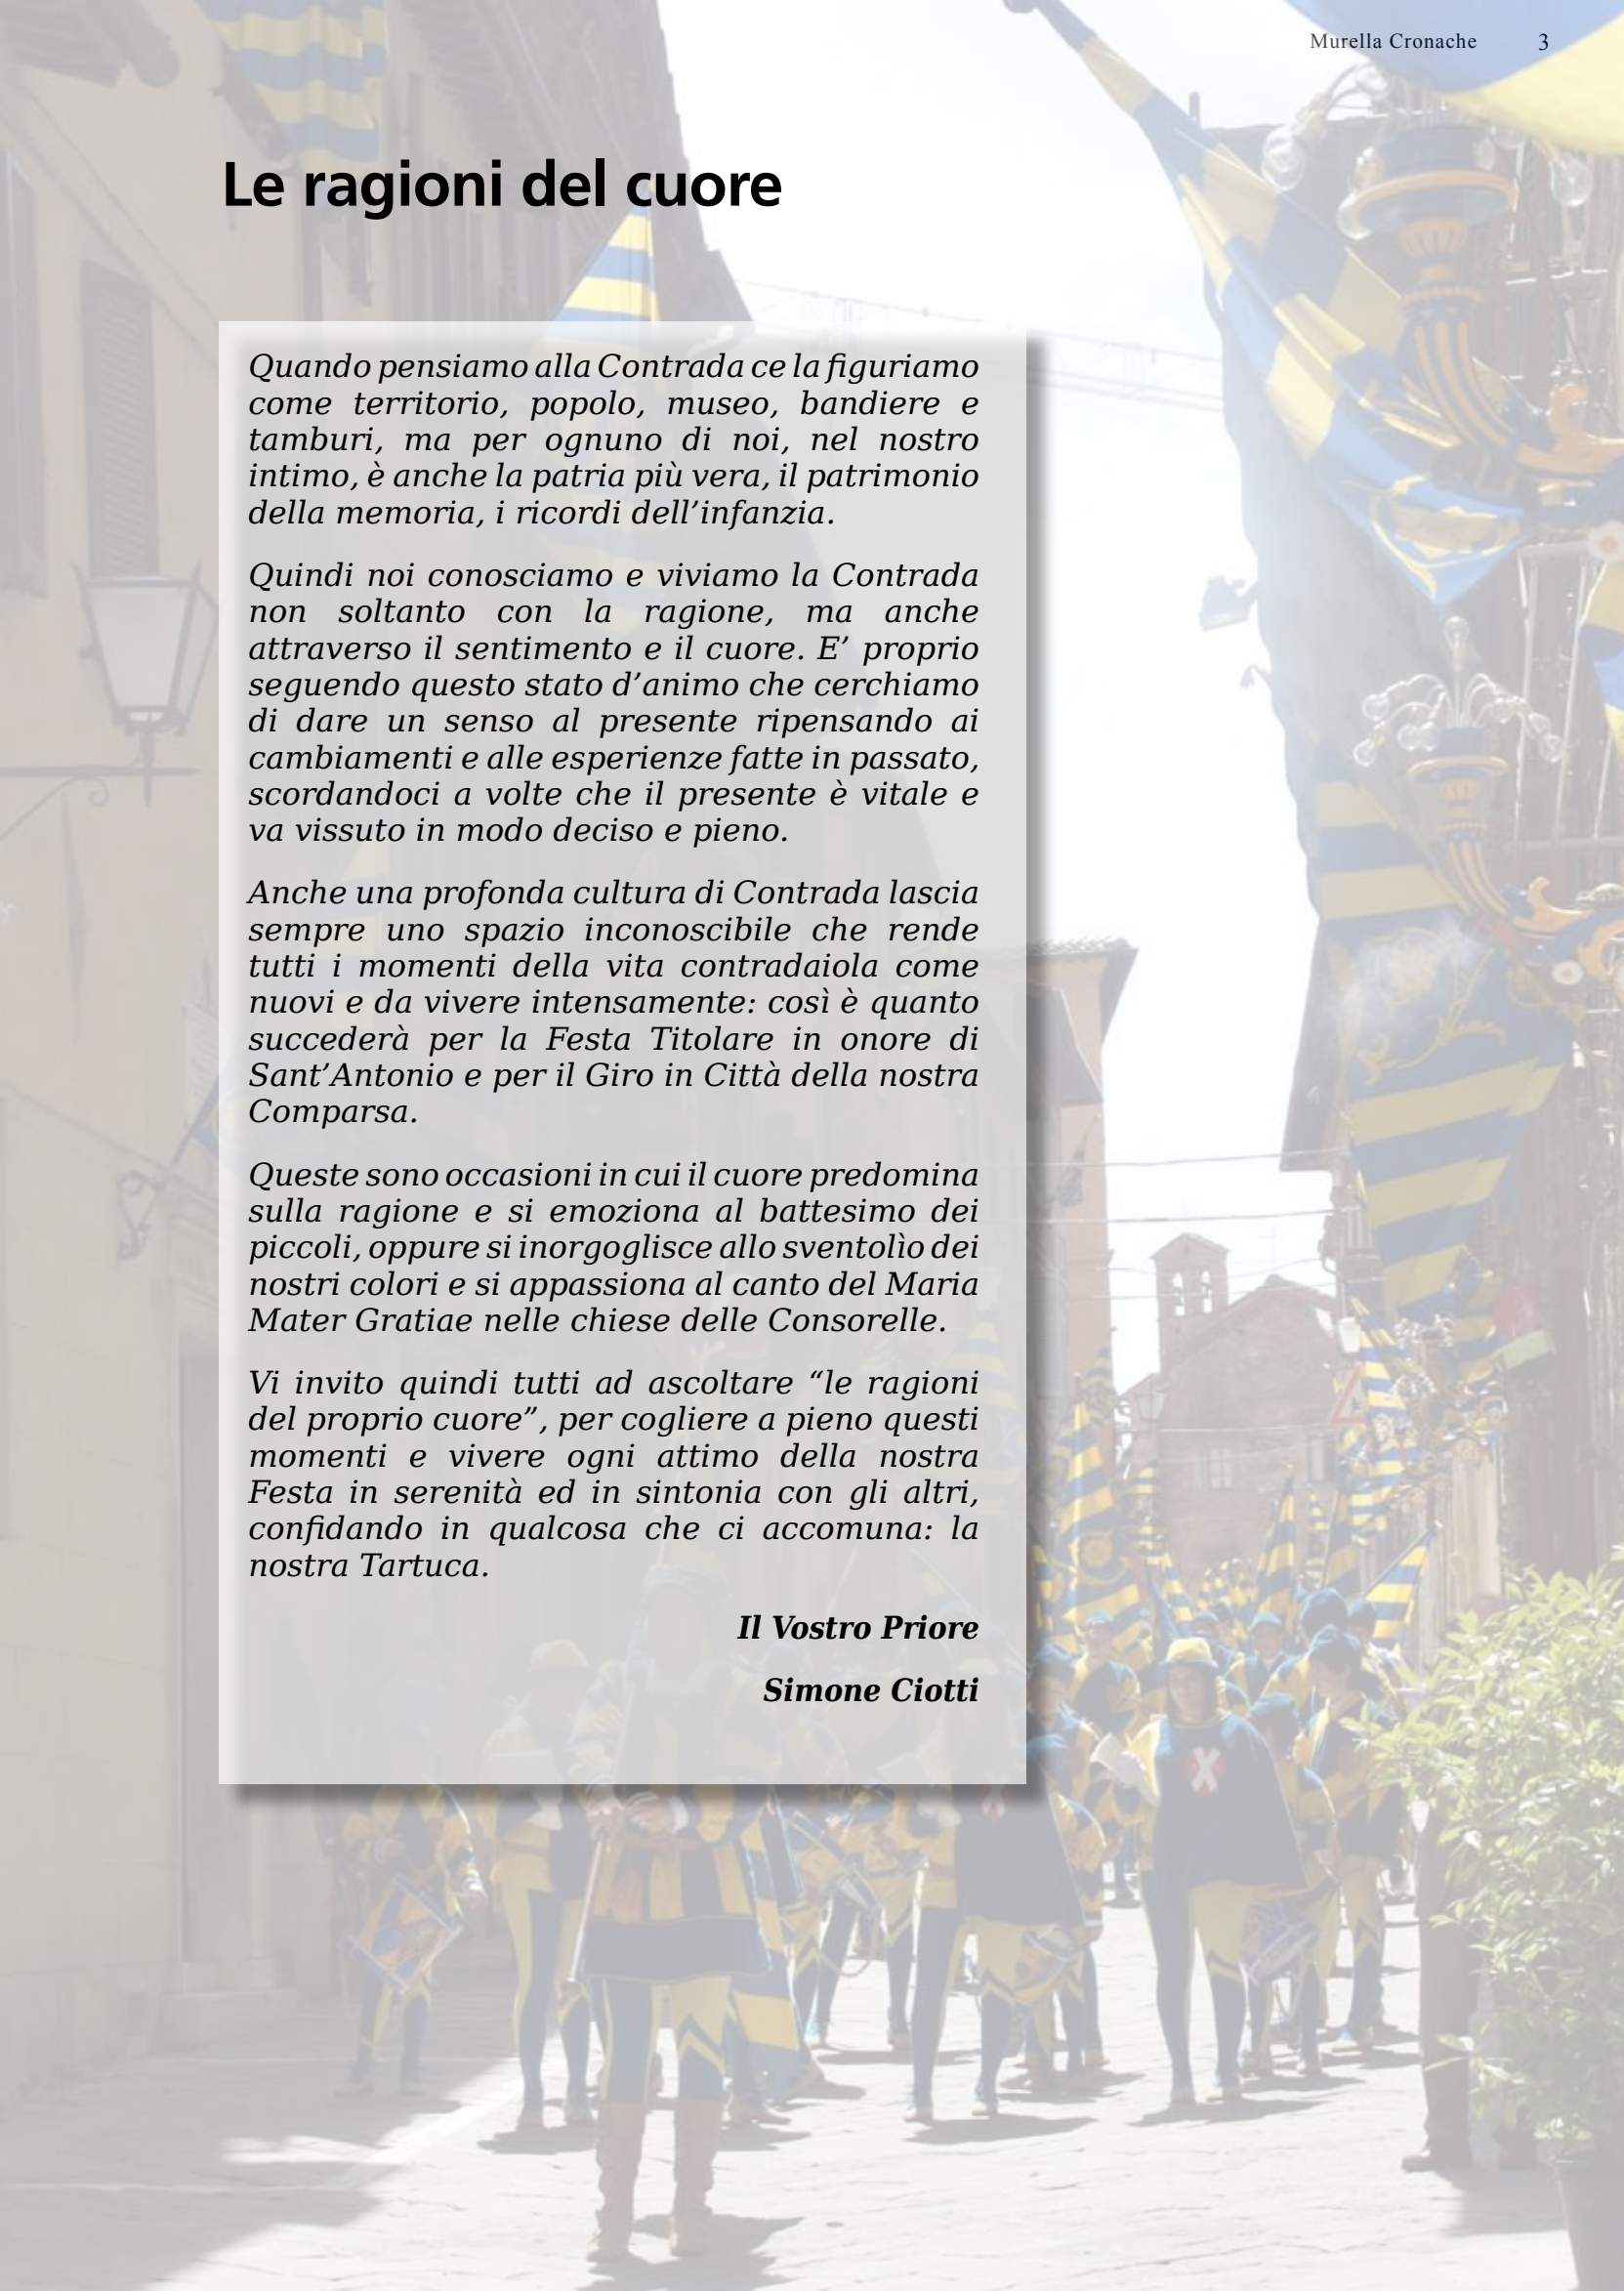 Murella Cronache 3
Le ragioni del cuore
Quando pensiamo alla Contrada ce la figuriamo
come territorio, popolo, museo, bandiere e
tamburi, ma per ognuno di noi, nel nostro
intimo, è anche la patria più vera, il patrimonio
della memoria, i ricordi dell’infanzia.
Quindi noi conosciamo e viviamo la Contrada
non soltanto con la ragione, ma anche
attraverso il sentimento e il cuore. E’ proprio
seguendo questo stato d’animo che cerchiamo
di dare un senso al presente ripensando ai
cambiamenti e alle esperienze fatte in passato,
scordandoci a volte che il presente è vitale e
va vissuto in modo deciso e pieno.
Anche una profonda cultura di Contrada lascia
sempre uno spazio inconoscibile che rende
tutti i momenti della vita contradaiola come
nuovi e da vivere intensamente: così è quanto
succederà per la Festa Titolare in onore di
Sant’Antonio e per il Giro in Città della nostra
Comparsa.
Queste sono occasioni in cui il cuore predomina
sulla ragione e si emoziona al battesimo dei
piccoli, oppure si inorgoglisce allo sventolìo dei
nostri colori e si appassiona al canto del Maria
Mater Gratiae nelle chiese delle Consorelle.
Vi invito quindi tutti ad ascoltare “le ragioni
del proprio cuore”, per cogliere a pieno questi
momenti e vivere ogni attimo della nostra
Festa in serenità ed in sintonia con gli altri,
confidando in qualcosa che ci accomuna: la
nostra Tartuca.
Il Vostro Priore
Simone Ciotti